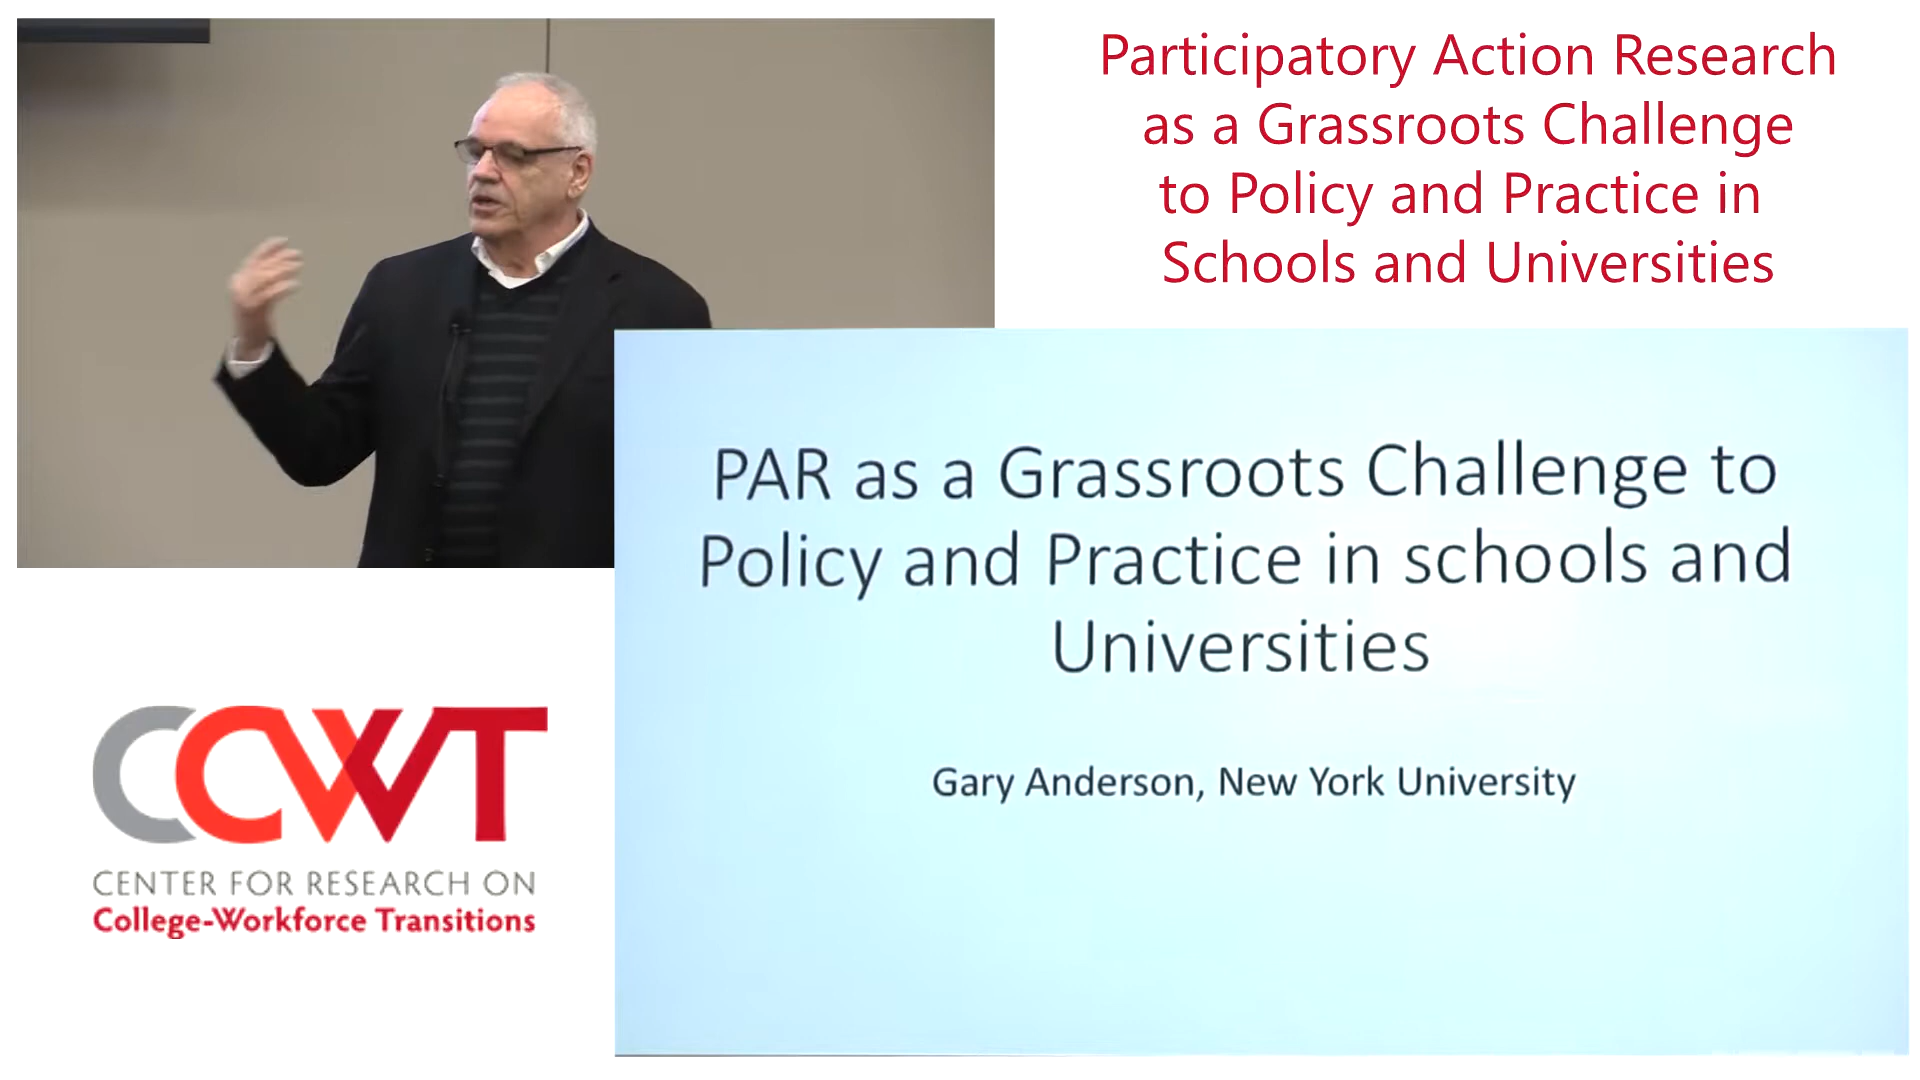 Participatory Action Research
as a Grassroots Challenge
to Policy and Practice in
Schools and Universities
PAR as a Grassroots Challenge to
Policy and Practice in schools and
Universities
Gary Anderson, New York University
CCWT
CENTER FOR RESEARCH ON
College-Workforce Transitions